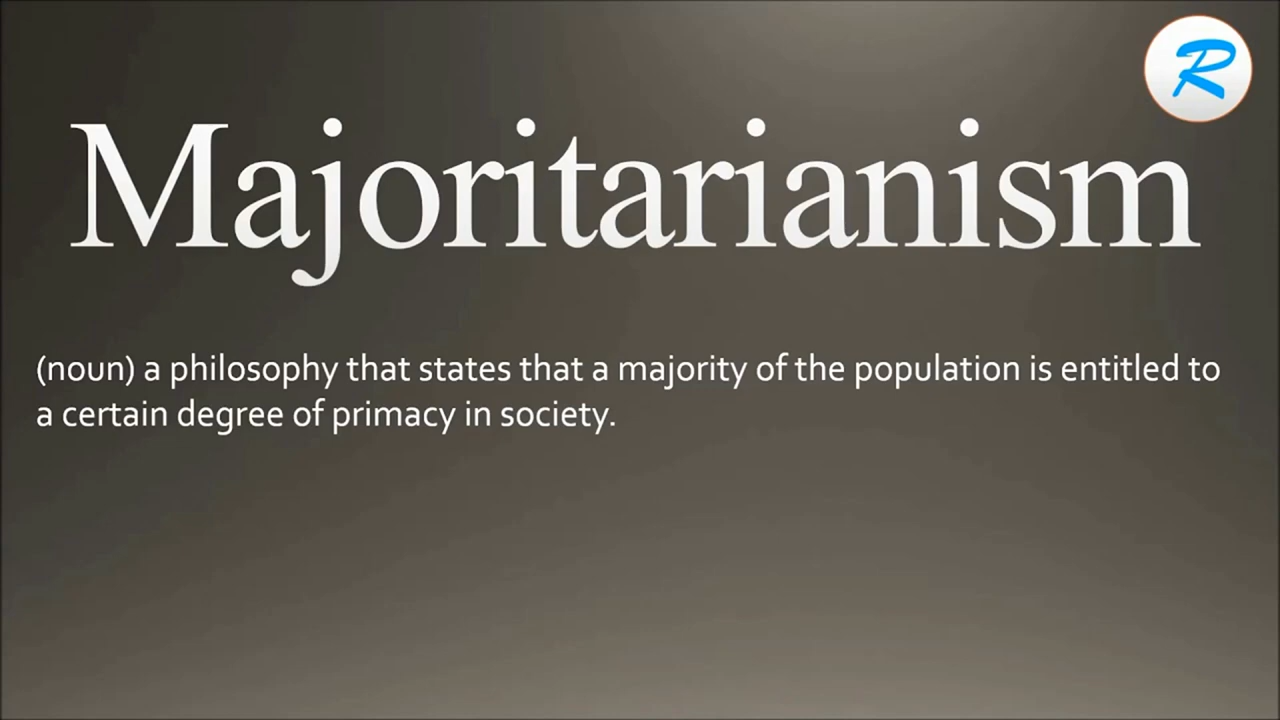 R
Majoritarianism
(noun) a philosophy that states that a majority of the population is entitled to
a certain degree of primacy in society.